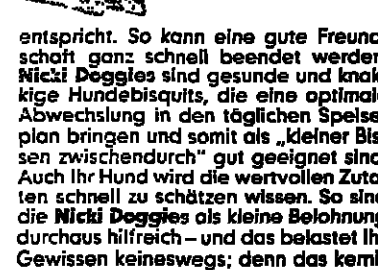 entspricht. So kann eine gute Freund
schaft ganz schnell beendet werden
Nicki Doggies sind gesunde und knak
kige Hundebisquits, die eine optimal
Abwechslung in den täglichen Speise
plan bringen und somit als „kleiner Bis
sen zwischendurch“ gut geeignet sind
Auch Ihr Hund wird die wertvollen Zuta
ten schnell zu schätzen wissen. So sind
die Nicki Doggies als kleine Belohnung
durchaus hilfreich – und das belastet Ih
Gewissen keineswegs; denn das kerni